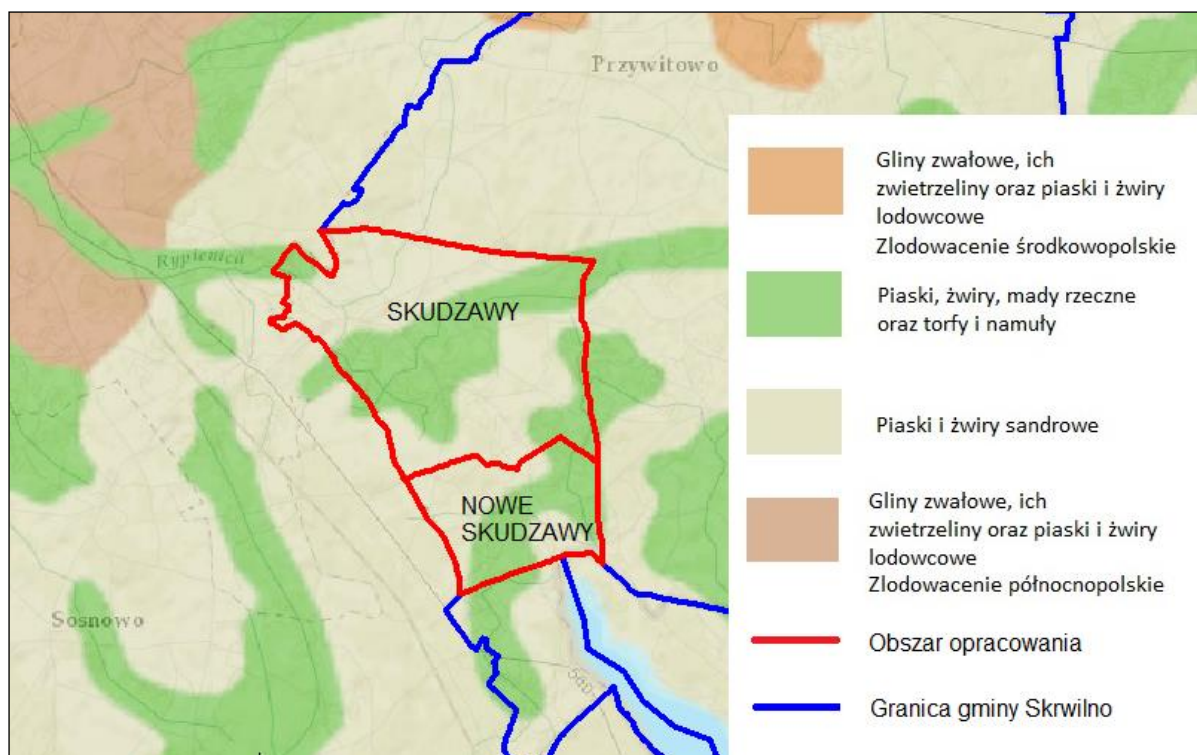 Przywitowo
Rypienica
SKUDZAWY
NOWE
SKUDZAWY
Sosnowo
Gliny zwałowe, ich
zwietrzeliny oraz piaski i żwiry
lodowcowe
Zlodowacenie środkowopolskie
Piaski, żwiry, mady rzeczne
oraz torfy i namuły
Piaski i żwiry sandrowe
Gliny zwałowe, ich
zwietrzeliny oraz piaski i żwiry
lodowcowe
Zlodowacenie północnopolskie
Obszar opracowania
Granica gminy Skrwilno